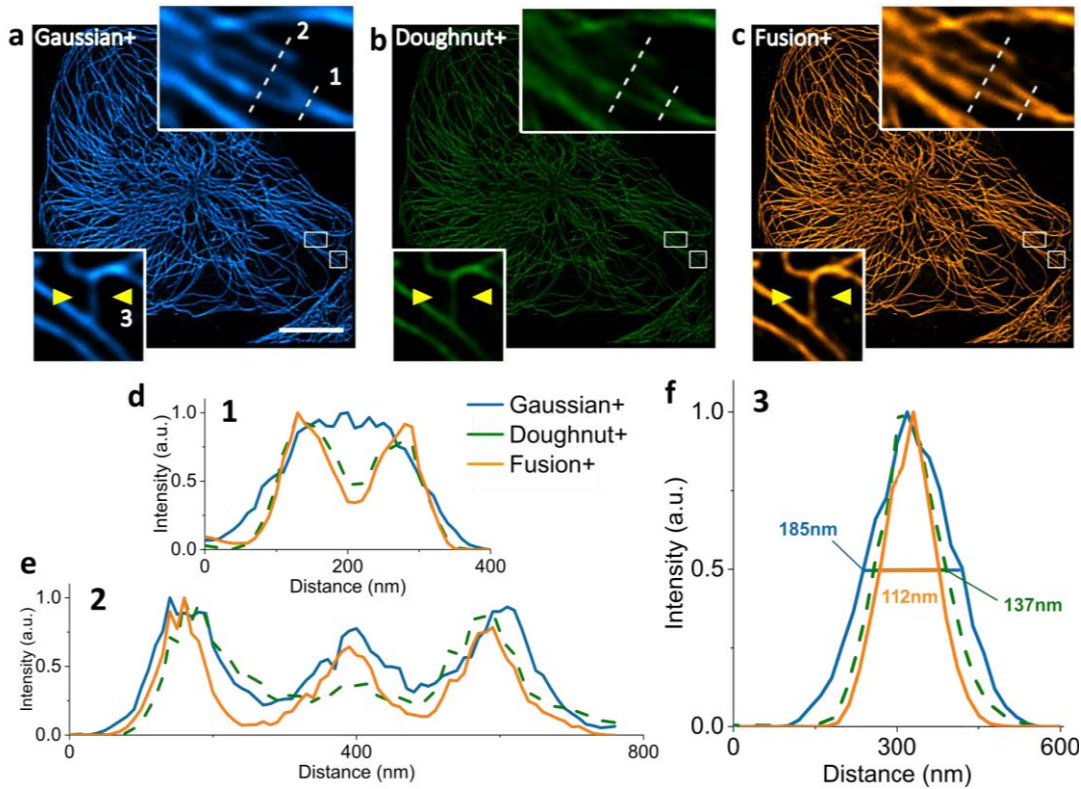 a Gaussian+
2
1
3
b Doughnut+
c Fusion+
d 1
Intensity (a.u.)
1.0
0.5
0.0
0 200 400
Distance (nm)
Gaussian+
Doughnut+
Fusion+
e 2
Intensity (a.u.)
1.0
0.5
0.0
0 400 800
Distance (nm)
f 3
Intensity (a.u.)
1.0
0.5
0.0
185nm
112nm
137nm
0 300 600
Distance (nm)